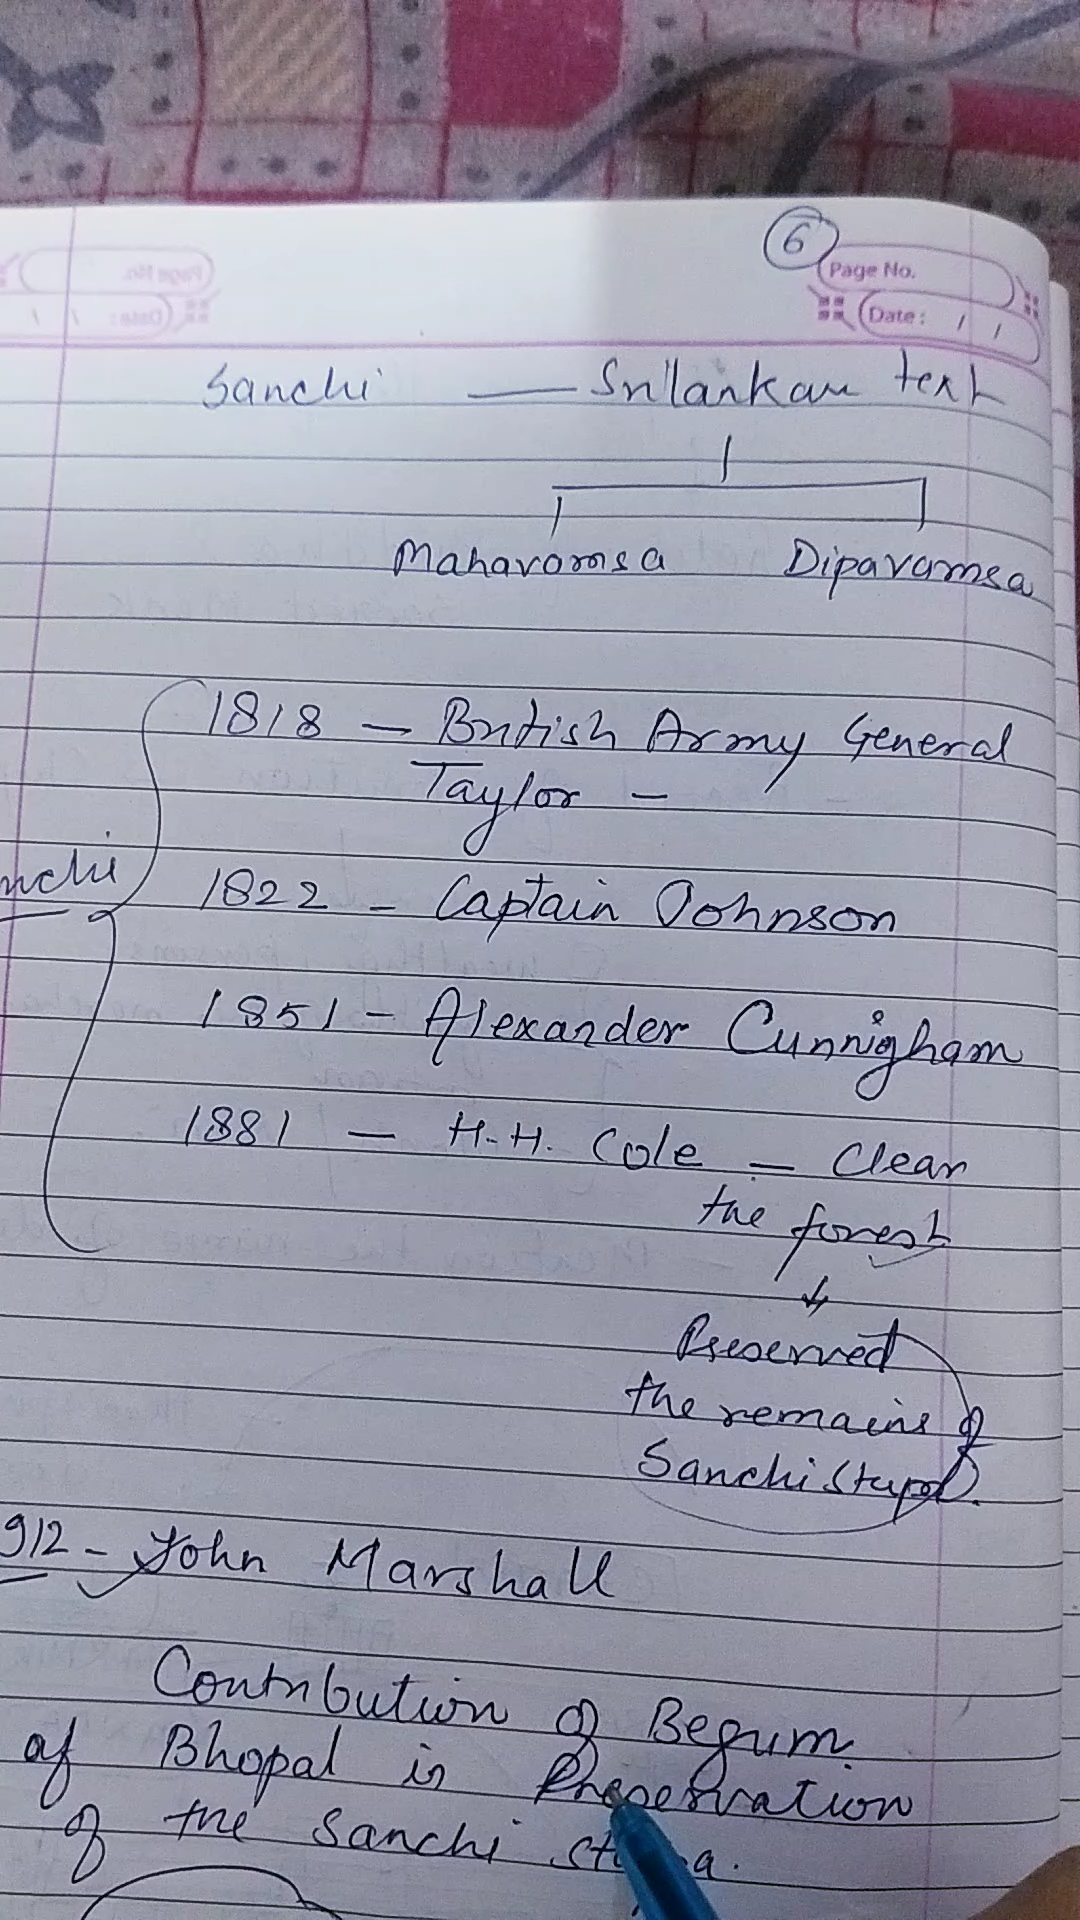 6
Page No.
Date: / /
Sanchi — Srilankan text
Mahavamsa Dipavamsa
1818 — British Army General
Taylor —
1822 - Captain Johnson
1851 - Alexander Cunnigham
1881 — H.H. Cole — Clear
the forest
Preserved
the remains of
Sanchi Stupa.
912 - John Marshall
Contribution of Begum
of Bhopal in Preservation
of the Sanchi